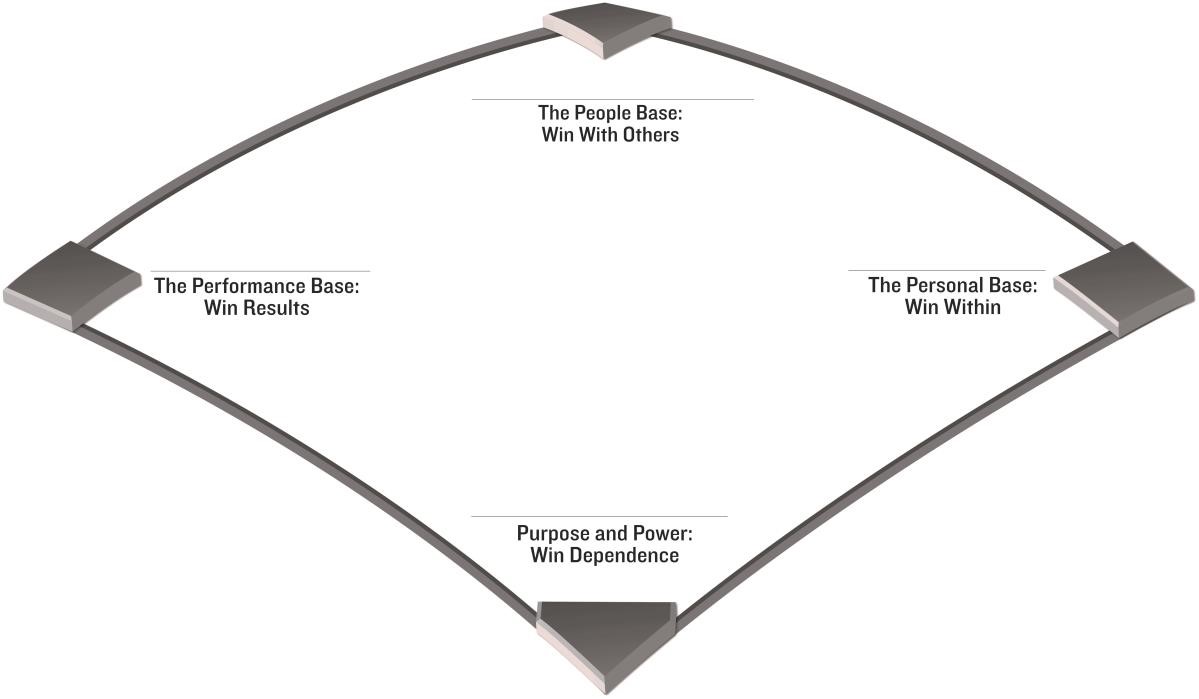 The People Base:
Win With Others
The Performance Base:
Win Results
The Personal Base:
Win Within
Purpose and Power:
Win Dependence